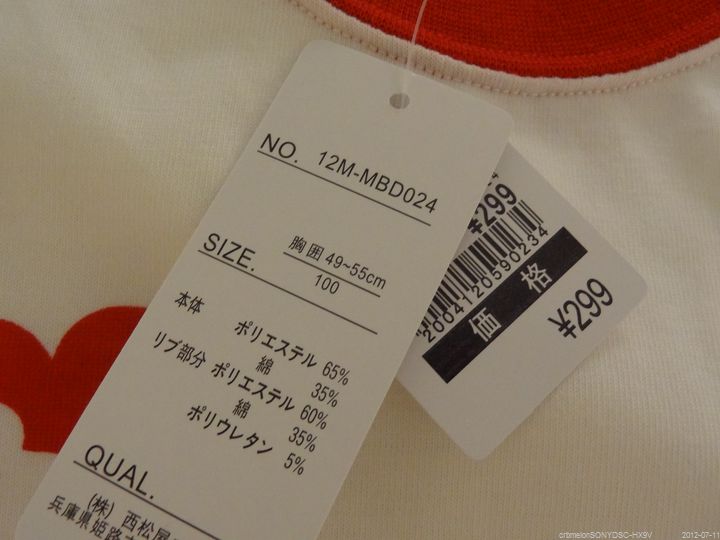 NO. 12M-MBD024
SIZE. 胸囲 49~55cm
100
本体
ポリエステル 65%
綿 35%
リブ部分 ポリエステル 60%
綿 35%
ポリウレタン 5%
QUAL.
(株) 西松屋
兵庫県姫路
¥299
2004120590234
価格
¥299
crtmelonSONYDSC-HX9V 2012-07-11